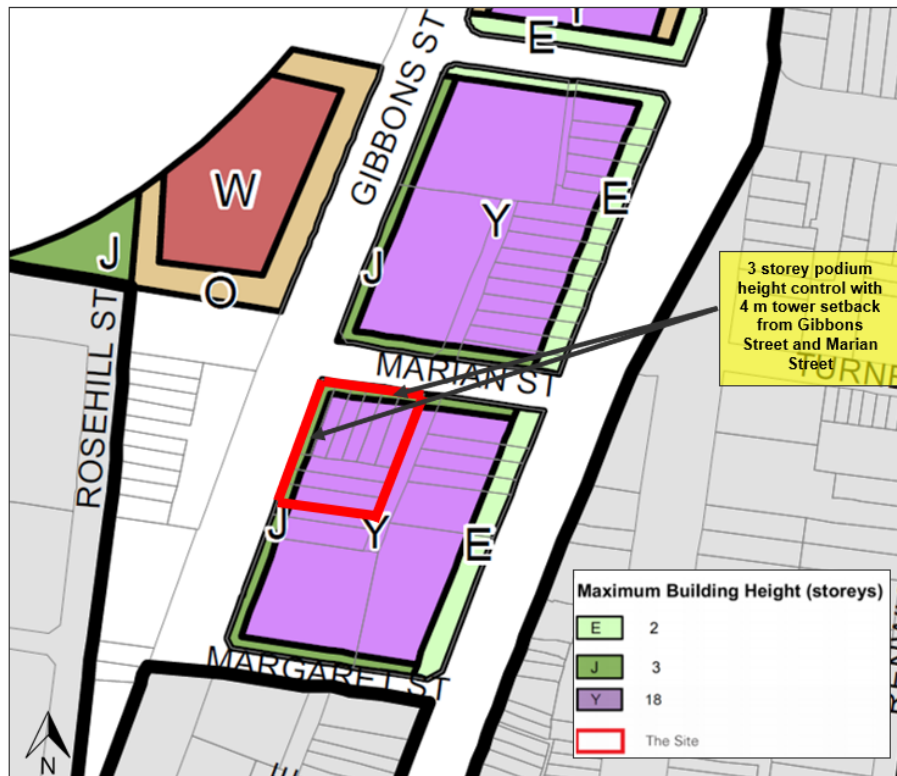 Y
E
GIBBONS ST
W
Y
E
J
J
O
3 storey podium
height control with
4 m tower setback
from Gibbons
Street and Marian
Street
MARIAN ST
TURNE
ROSEHILL ST
J
Y
E
Maximum Building Height (storeys)
E 2
J 3
Y 18
The Site
MARGARET ST
N